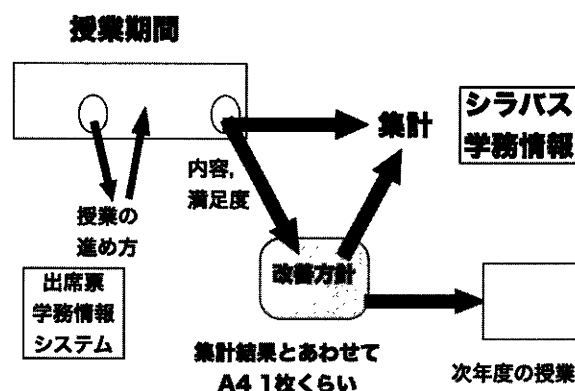 授業期間
集計
シラバス
学務情報
内容,
満足度
授業の
進め方
出席票
学務情報
システム
改善方針
集計結果とあわせて
A4 1枚くらい
次年度の授業